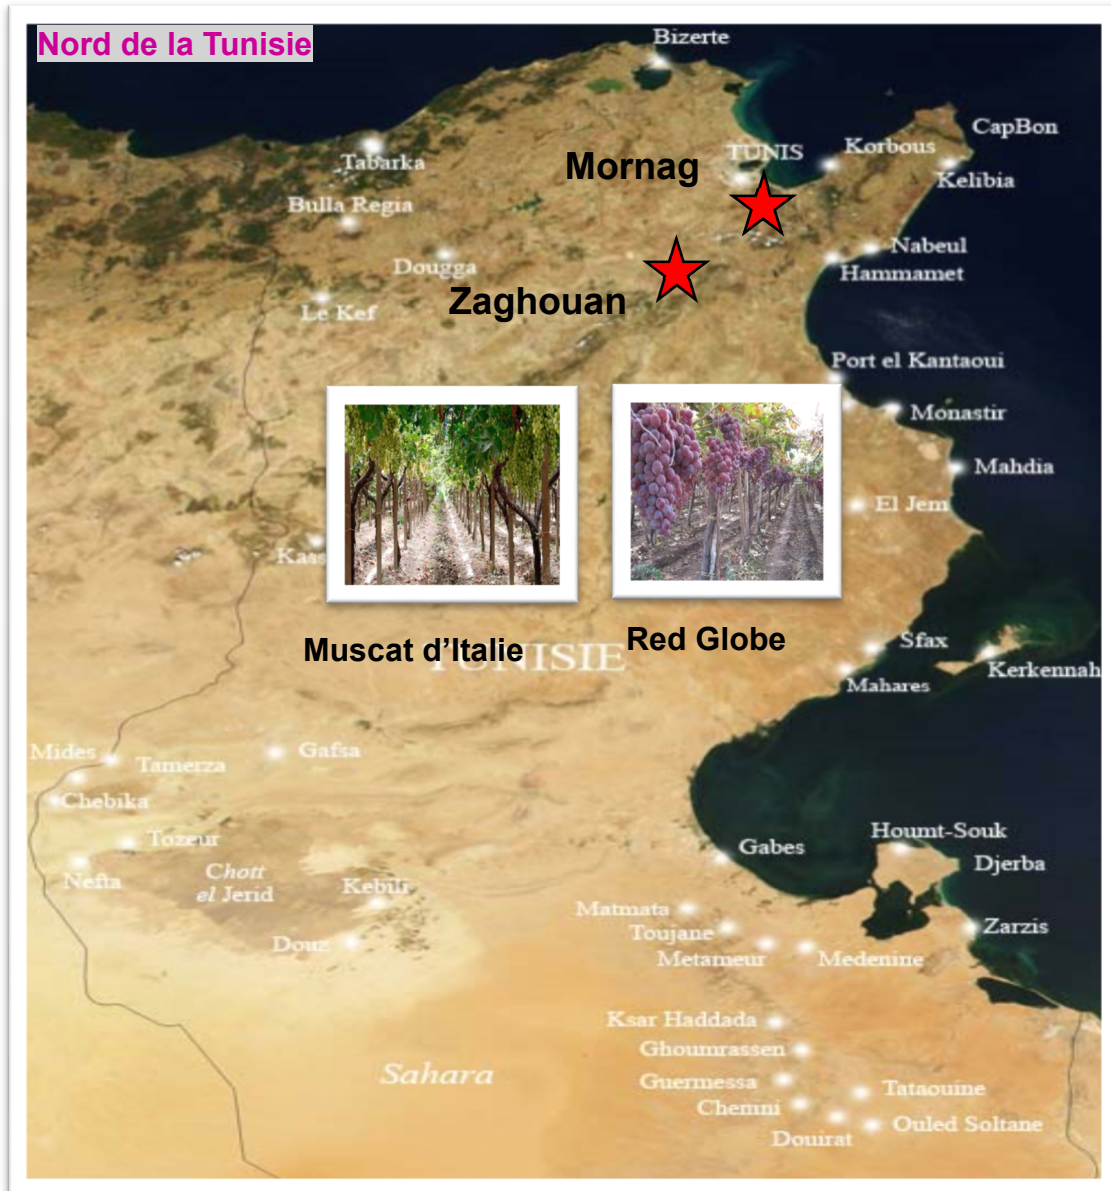 Nord de la Tunisie
Bizerte
CapBon
Korbous
TUNIS
Mornag
Tabarka
Kelibia
Bulla Regia
Nabeul
Dougga
Hammamet
Zaghouan
Le Kef
Port el Kantaoui
Monastir
Mahdia
El Jem
Kass
Muscat d'Italie
Red Globe
TUNISIE
Sfax
Kerkennah
Mahares
Mides
Gafsa
Tamerza
Chebika
Tozeur
Houmt-Souk
Gabes
Djerba
Chott
el Jerid
Nefta
Kebili
Matmata
Toujane
Zarzis
Douz
Metameur
Medenine
Ksar Haddada
Ghoumrassen
Sahara
Guermessa
Tataouine
Chenini
Ouled Soltane
Douirat